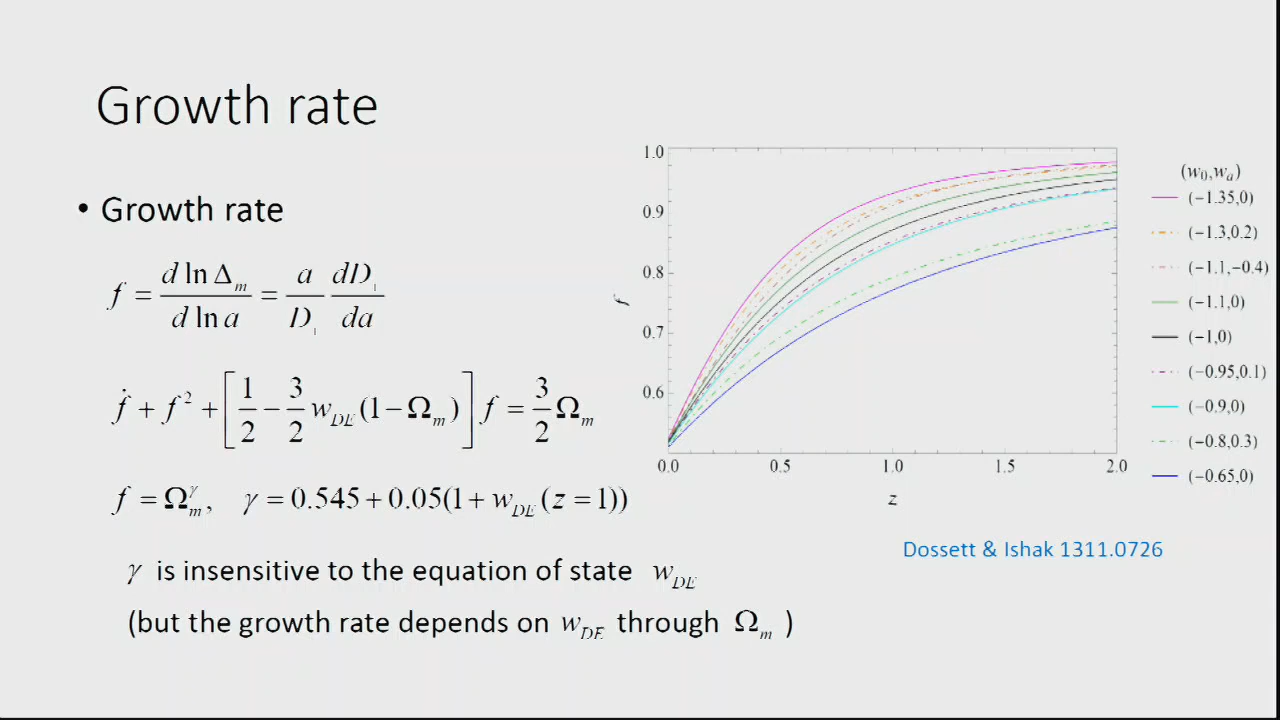 Growth rate
• Growth rate
f = d ln Δ_m / d ln a = a / D_1 dD_1 / da
ḟ + f² + [1/2 − 3/2 w_DE (1 − Ω_m)] f = 3/2 Ω_m
f = Ω_m^γ, γ = 0.545 + 0.05(1 + w_DE (z = 1))
γ is insensitive to the equation of state w_DE
(but the growth rate depends on w_DE through Ω_m )
1.0
0.9
0.8
0.7
0.6
f
0.0 0.5 1.0 1.5 2.0
z
(w₀,wₐ)
(−1.35,0)
(−1.3,0.2)
(−1.1,−0.4)
(−1.1,0)
(−1,0)
(−0.95,0.1)
(−0.9,0)
(−0.8,0.3)
(−0.65,0)
Dossett & Ishak 1311.0726